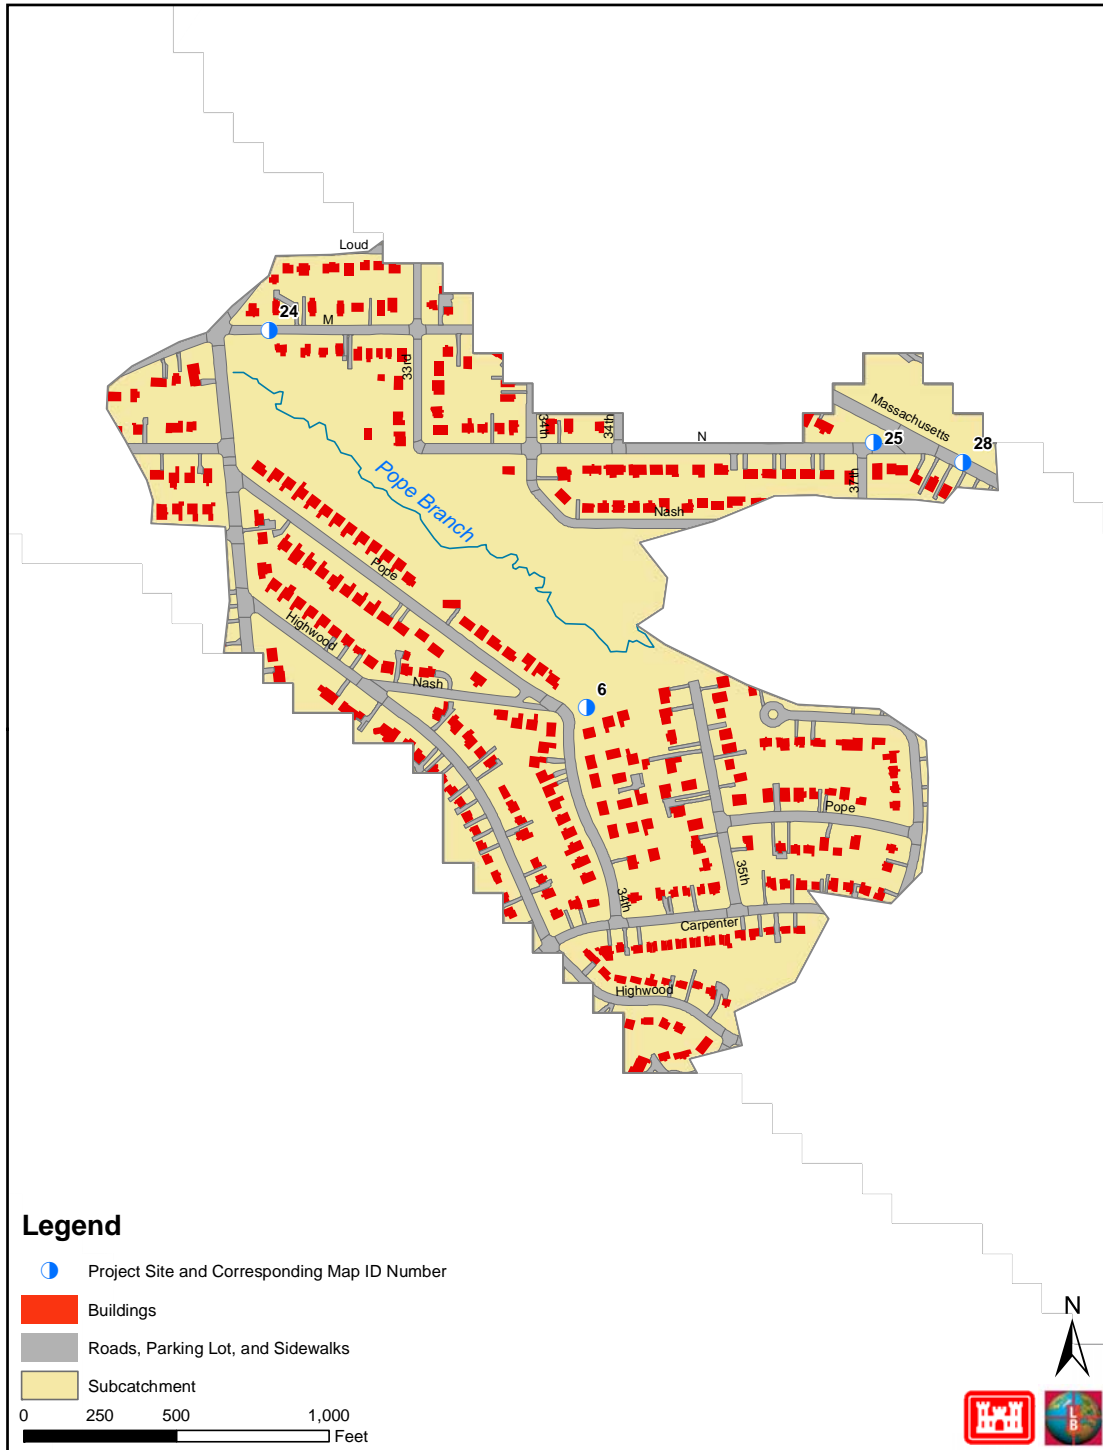 Loud
24
M
33rd
34th
34th
N
Massachusetts
25
28
37th
Nash
Pope Branch
Pope
Highwood
Nash
6
Pope
35th
34th
Carpenter
Highwood
Legend
Project Site and Corresponding Map ID Number
Buildings
Roads, Parking Lot, and Sidewalks
Subcatchment
0 250 500 1,000
Feet
N
L
B